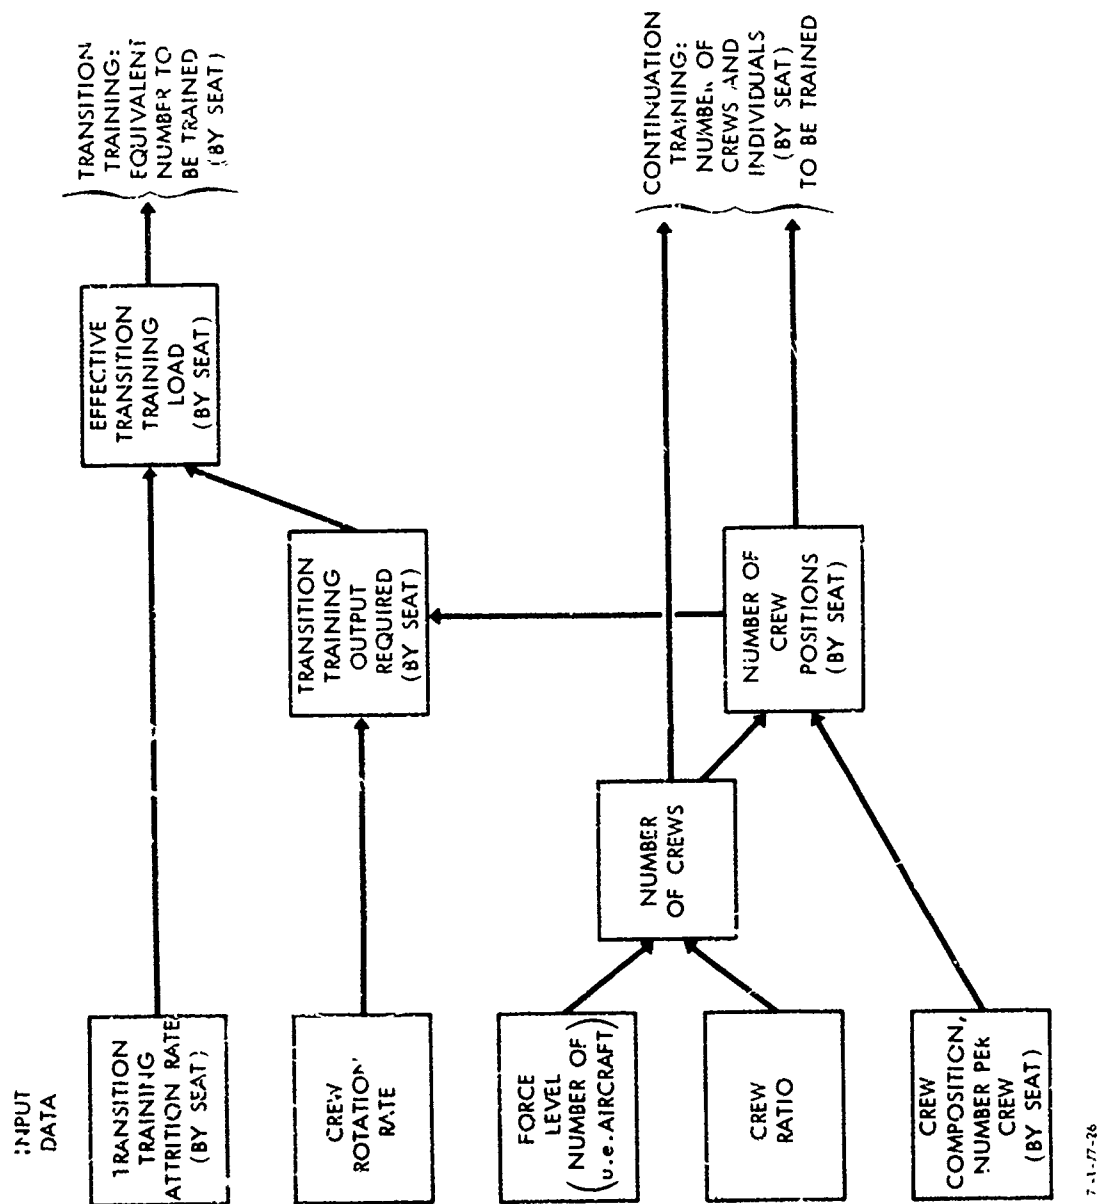 INPUT
DATA
TRANSITION
TRAINING
ATTRITION RATE
(BY SEAT)
CREW
ROTATION
RATE
FORCE
LEVEL
(NUMBER OF
u.e. AIRCRAFT)
CREW
RATIO
CREW
COMPOSITION,
NUMBER PER
CREW
(BY SEAT)
NUMBER
OF CREWS
TRANSITION
TRAINING
OUTPUT
REQUIRED
(BY SEAT)
NUMBER OF
CREW
POSITIONS
(BY SEAT)
EFFECTIVE
TRANSITION
TRAINING
LOAD
(BY SEAT)
TRANSITION
TRAINING:
EQUIVALENT
NUMBER TO
BE TRAINED
(BY SEAT)
CONTINUATION
TRAINING:
NUMBER OF
CREWS AND
INDIVIDUALS
(BY SEAT)
TO BE TRAINED